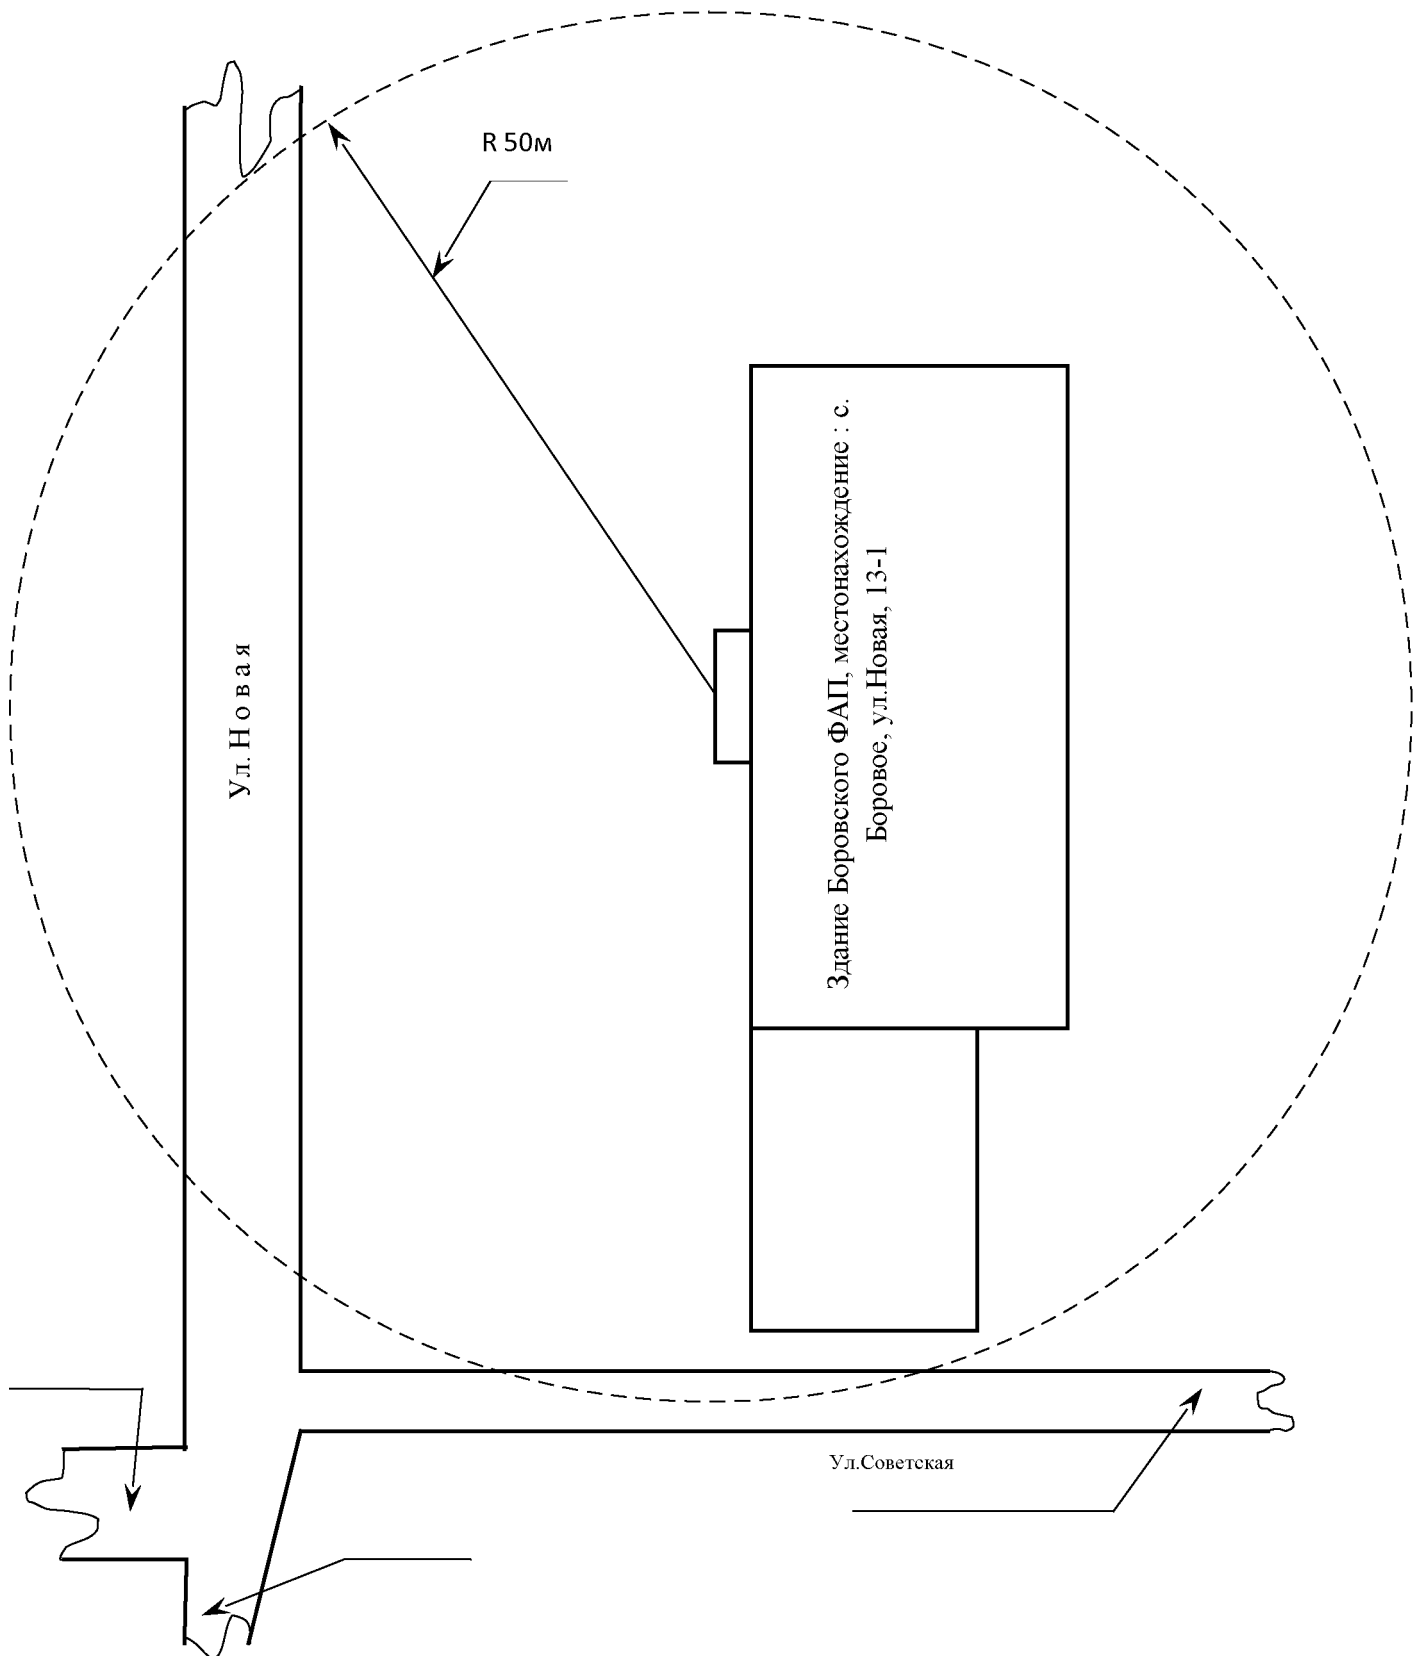 R 50м
Здание Боровского ФАП, местонахождение : с.
Боровое, ул.Новая, 13-1
Ул. Н о в а я
Ул.Советская